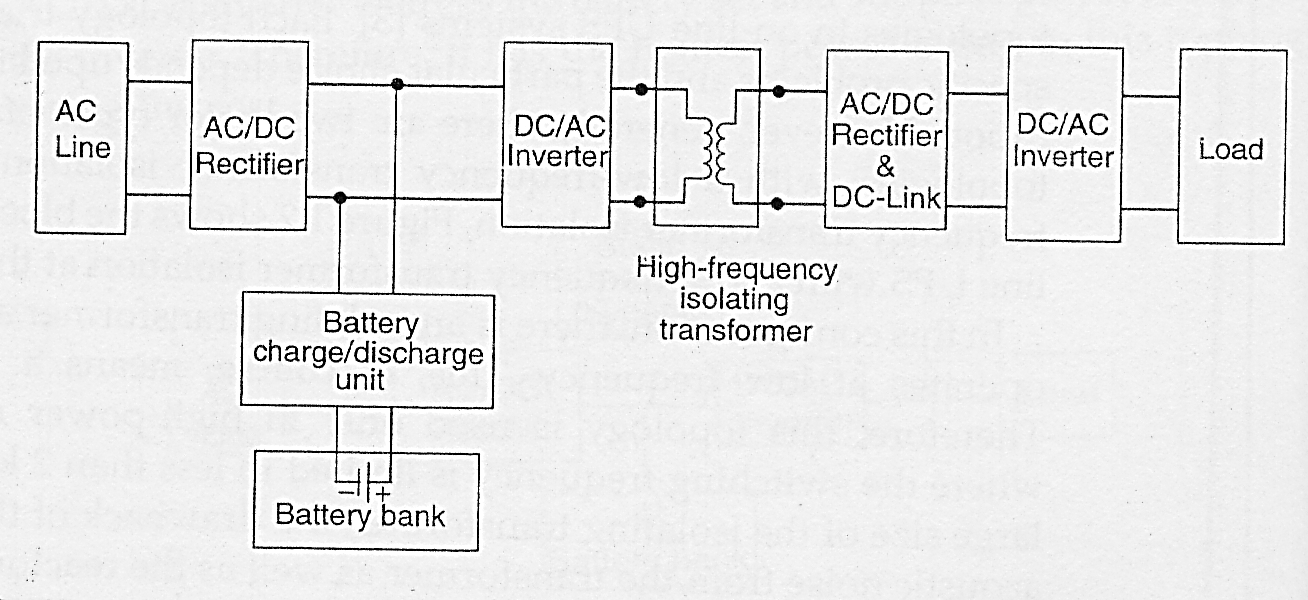 AC
Line
AC/DC
Rectifier
DC/AC
Inverter
High-frequency
isolating
transformer
AC/DC
Rectifier
&
DC-Link
DC/AC
Inverter
Load
Battery
charge/discharge
unit
− +
Battery bank